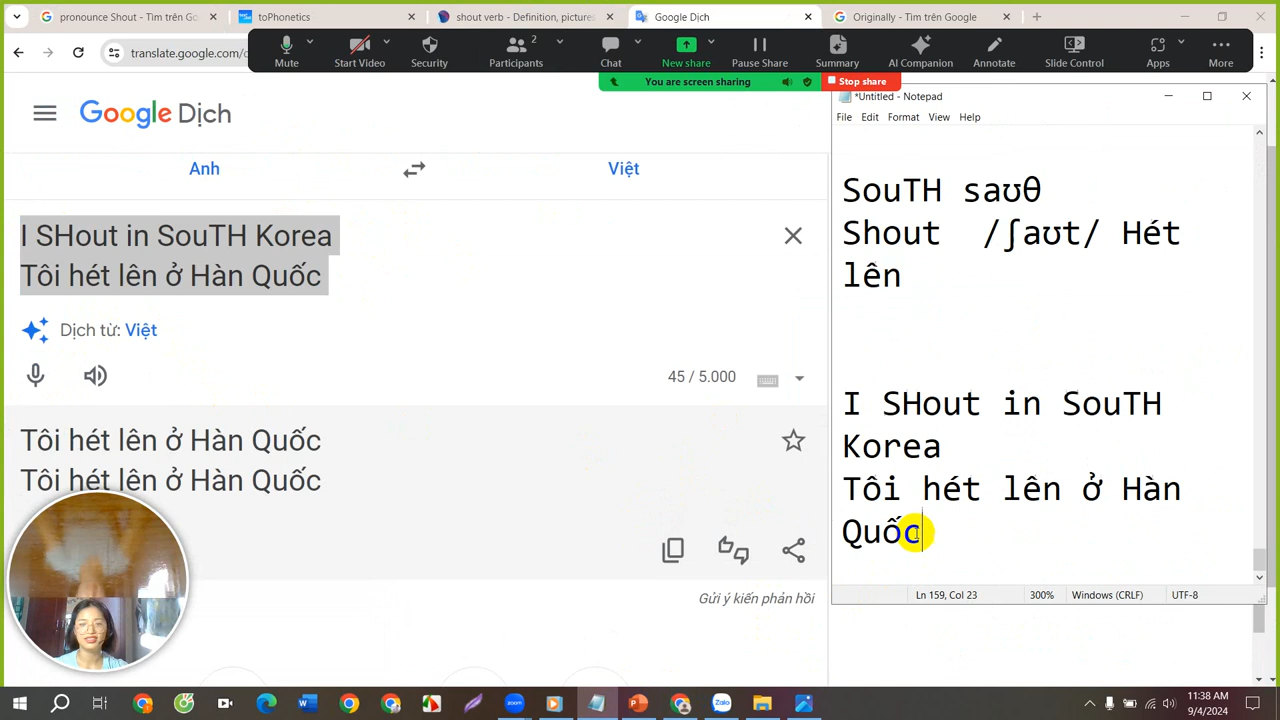 pronounce Shout - Tìm trên Go
toPhonetics
shout verb - Definition, pictures
Google Dịch
Originally - Tìm trên Google
translate.google.com/
Mute
Start Video
Security
Participants
2
Chat
New share
Pause Share
Summary
AI Companion
Annotate
Slide Control
Apps
More
You are screen sharing
Stop share
Google Dịch
Anh
Việt
I SHout in SouTH Korea
Tôi hét lên ở Hàn Quốc
Dịch từ: Việt
45 / 5.000
Tôi hét lên ở Hàn Quốc
Tôi hét lên ở Hàn Quốc
Gửi ý kiến phản hồi
*Untitled - Notepad
File Edit Format View Help
SouTH saʊθ
Shout /ʃaʊt/ Hét
lên
I SHout in SouTH
Korea
Tôi hét lên ở Hàn
Quốc
Ln 159, Col 23
300%
Windows (CRLF)
UTF-8
11:38 AM
9/4/2024